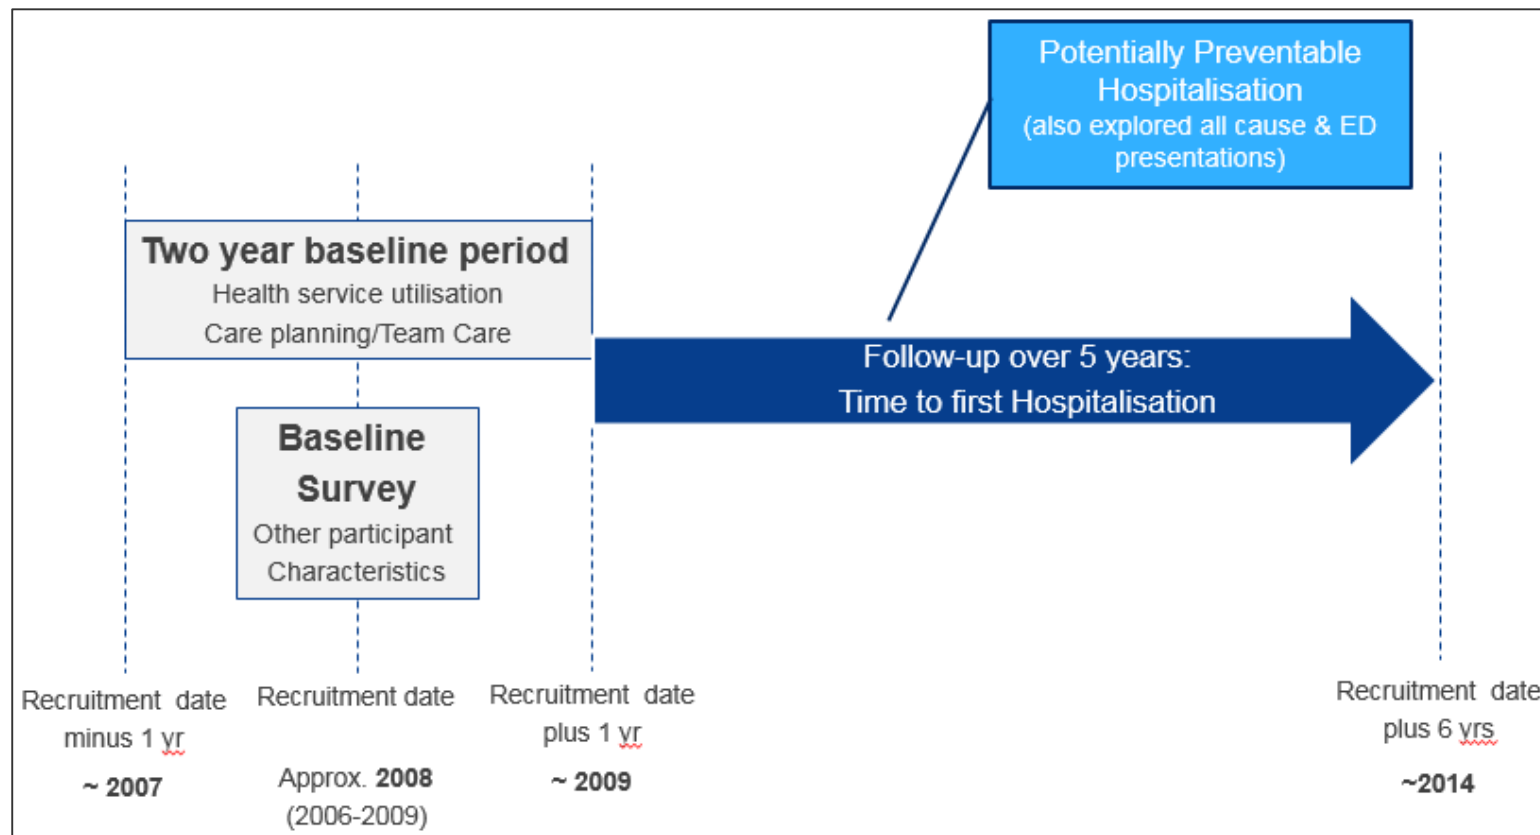 Potentially Preventable
Hospitalisation
(also explored all cause & ED
presentations)
Two year baseline period
Health service utilisation
Care planning/Team Care
Follow-up over 5 years:
Time to first Hospitalisation
Baseline
Survey
Other participant
Characteristics
Recruitment date
minus 1 yr
~ 2007
Recruitment date
Approx. 2008
(2006-2009)
Recruitment date
plus 1 yr
~ 2009
Recruitment date
plus 6 yrs
~2014